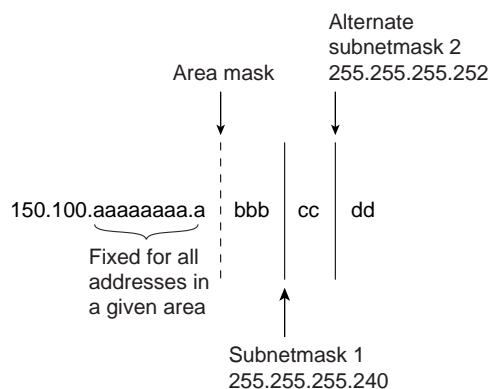 Alternate
subnetmask 2
255.255.255.252
Area mask
150.100.aaaaaaaa.a bbb cc dd
Fixed for all
addresses in
a given area
Subnetmask 1
255.255.255.240